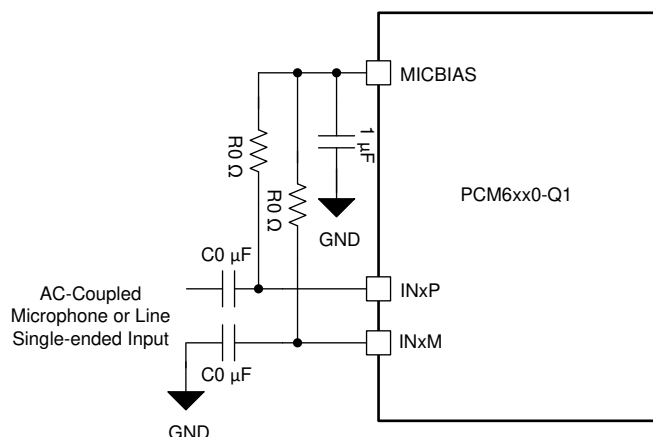 MICBIAS
R0 Ω
R0 Ω
1 µF
GND
PCM6xx0-Q1
C0 µF
AC-Coupled
Microphone or Line
Single-ended Input
INxP
INxM
C0 µF
GND